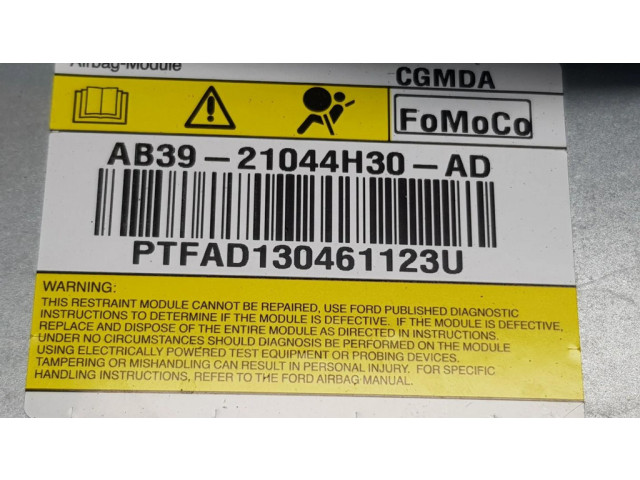 Airbag-Module
CGMDA
FoMoCo
AB39-21044H30-AD
PTFAD130461123U
WARNING:
THIS RESTRAINT MODULE CANNOT BE REPAIRED, USE FORD PUBLISHED DIAGNOSTIC
INSTRUCTIONS TO DETERMINE IF THE MODULE IS DEFECTIVE. IF THE MODULE IS DEFECTIVE,
REPLACE AND DISPOSE OF THE ENTIRE MODULE AS DIRECTED IN INSTRUCTIONS.
UNDER NO CIRCUMSTANCES SHOULD DIAGNOSIS BE PERFORMED ON THE MODULE
USING ELECTRICALLY POWERED TEST EQUIPMENT OR PROBING DEVICES.
TAMPERING OR MISHANDLING CAN RESULT IN PERSONAL INJURY. FOR SPECIFIC
HANDLING INSTRUCTIONS, REFER TO THE FORD AIRBAG MANUAL.